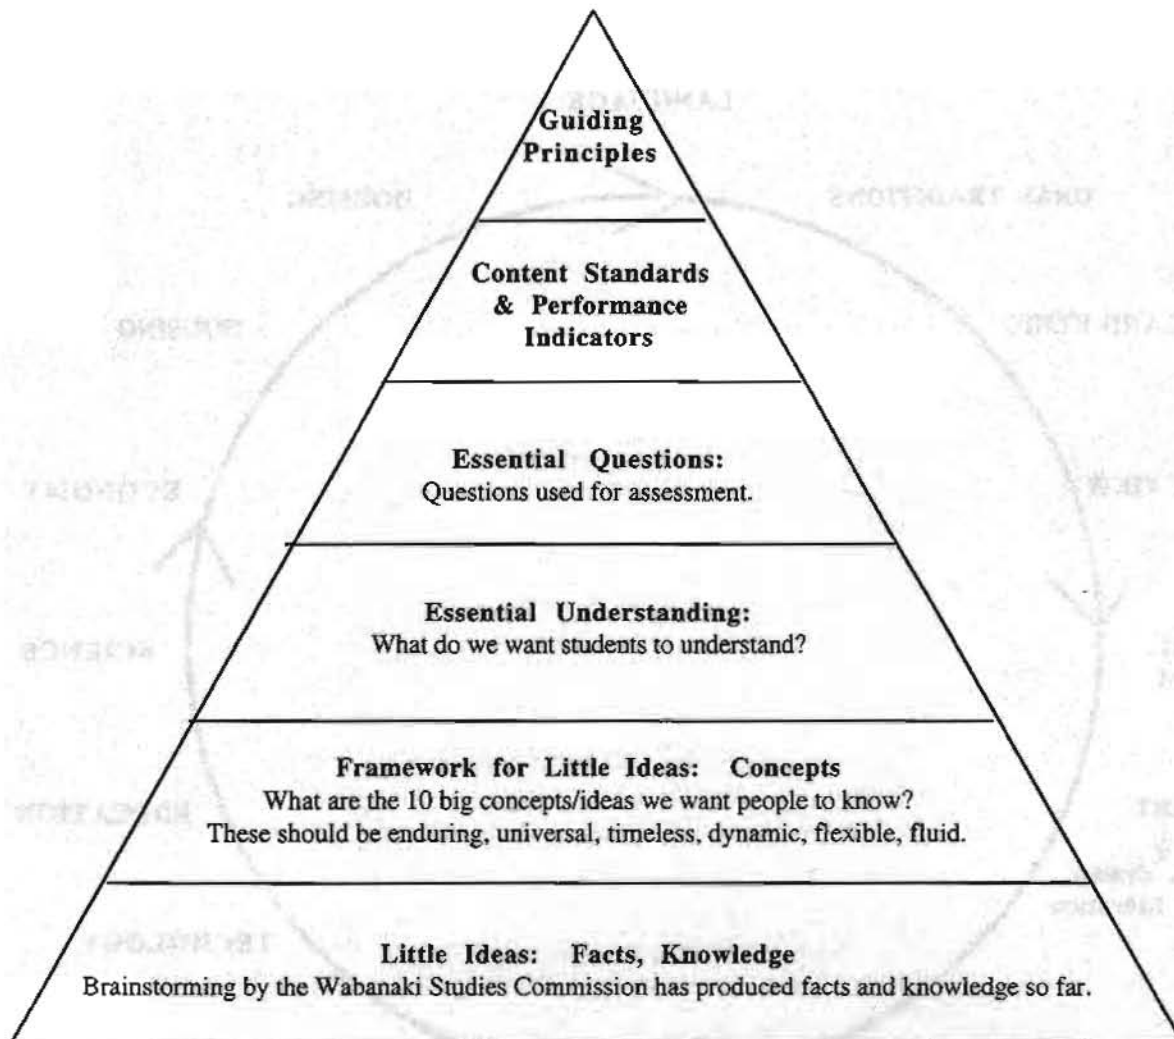 Guiding
Principles
Content Standards
& Performance
Indicators
Essential Questions:
Questions used for assessment.
Essential Understanding:
What do we want students to understand?
Framework for Little Ideas: Concepts
What are the 10 big concepts/ideas we want people to know?
These should be enduring, universal, timeless, dynamic, flexible, fluid.
Little Ideas: Facts, Knowledge
Brainstorming by the Wabanaki Studies Commission has produced facts and knowledge so far.